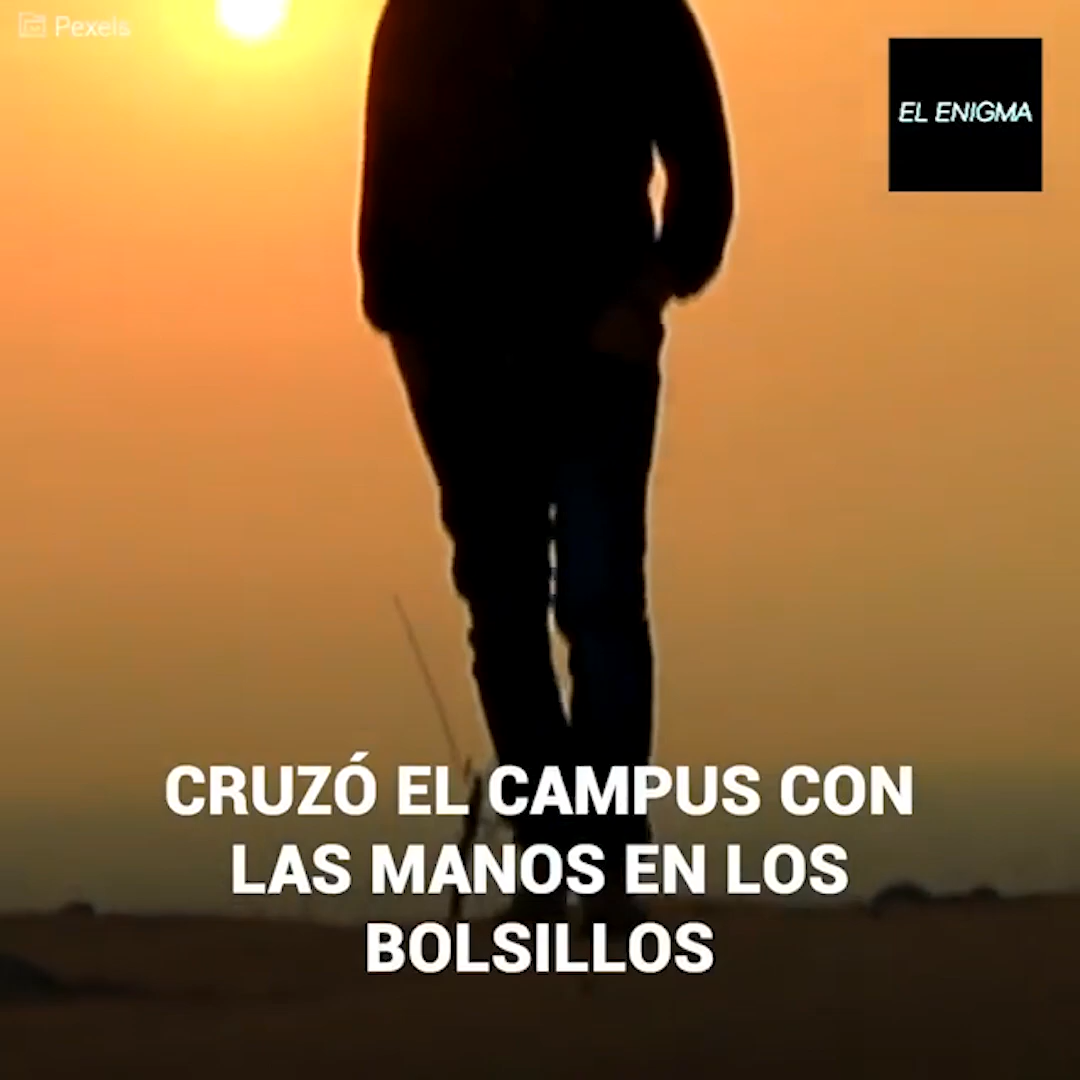 Pexels
EL ENIGMA
CRUZÓ EL CAMPUS CON
LAS MANOS EN LOS
BOLSILLOS